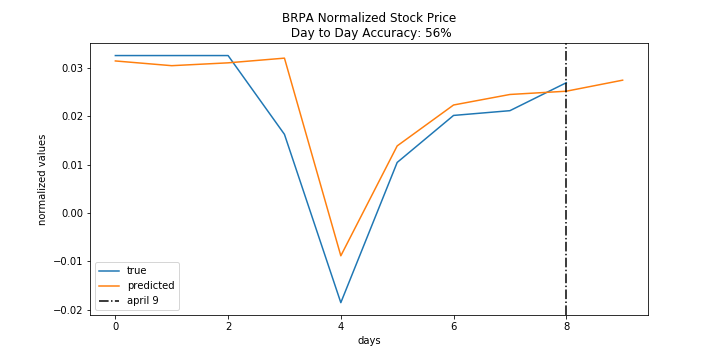 BRPA Normalized Stock Price
Day to Day Accuracy: 56%
normalized values
0.03
0.02
0.01
0.00
−0.01
−0.02
true
predicted
april 9
0 2 4 6 8
days